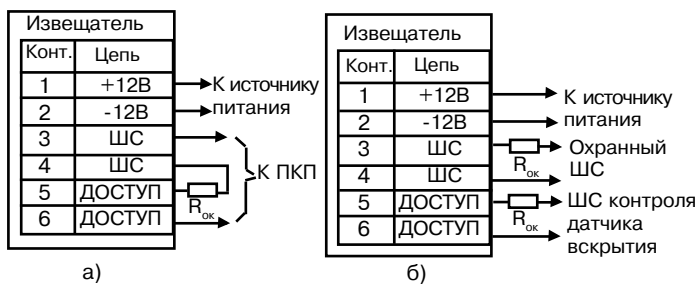 Извещатель
Конт. Цепь
1 +12В К источнику
2 -12В питания
3 ШС
4 ШС К ПКП
5 ДОСТУП
6 ДОСТУП Rок
а)
Извещатель
Конт. Цепь
1 +12В К источнику
2 -12В питания
3 ШС Охранный
Rок ШС
4 ШС
5 ДОСТУП ШС контроля
Rок датчика
6 ДОСТУП вскрытия
б)